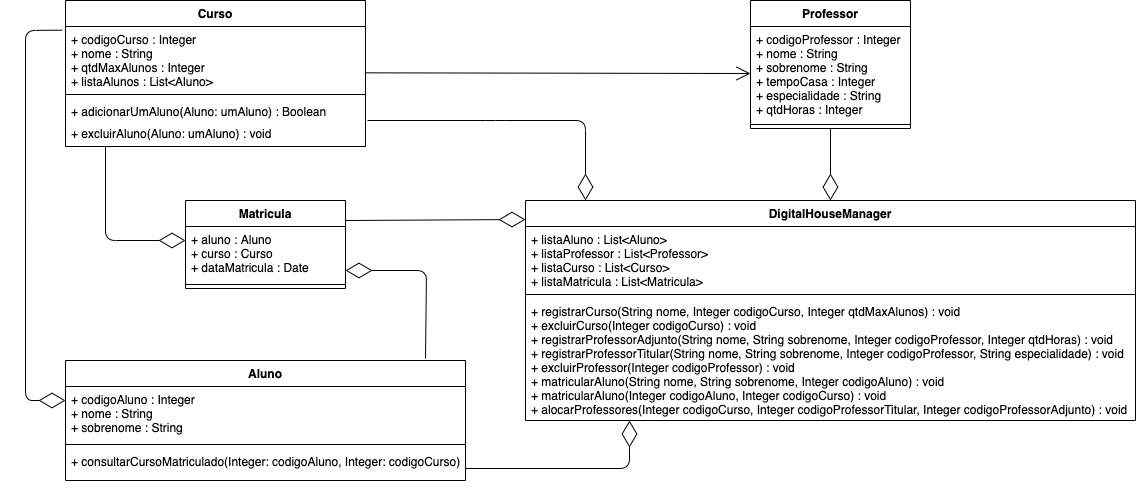 Curso
+ codigoCurso : Integer
+ nome : String
+ qtdMaxAlunos : Integer
+ listaAlunos : List<Aluno>
+ adicionarUmAluno(Aluno: umAluno) : Boolean
+ excluirAluno(Aluno: umAluno) : void
Professor
+ codigoProfessor : Integer
+ nome : String
+ sobrenome : String
+ tempoCasa : Integer
+ especialidade : String
+ qtdHoras : Integer
Matricula
+ aluno : Aluno
+ curso : Curso
+ dataMatricula : Date
DigitalHouseManager
+ listaAluno : List<Aluno>
+ listaProfessor : List<Professor>
+ listaCurso : List<Curso>
+ listaMatricula : List<Matricula>
+ registrarCurso(String nome, Integer codigoCurso, Integer qtdMaxAlunos) : void
+ excluirCurso(Integer codigoCurso) : void
+ registrarProfessorAdjunto(String nome, String sobrenome, Integer codigoProfessor, Integer qtdHoras) : void
+ registrarProfessorTitular(String nome, String sobrenome, Integer codigoProfessor, String especialidade) : void
+ excluirProfessor(Integer codigoProfessor) : void
+ matricularAluno(String nome, String sobrenome, Integer codigoAluno) : void
+ matricularAluno(Integer codigoAluno, Integer codigoCurso) : void
+ alocarProfessores(Integer codigoCurso, Integer codigoProfessorTitular, Integer codigoProfessorAdjunto) : void
Aluno
+ codigoAluno : Integer
+ nome : String
+ sobrenome : String
+ consultarCursoMatriculado(Integer: codigoAluno, Integer: codigoCurso)